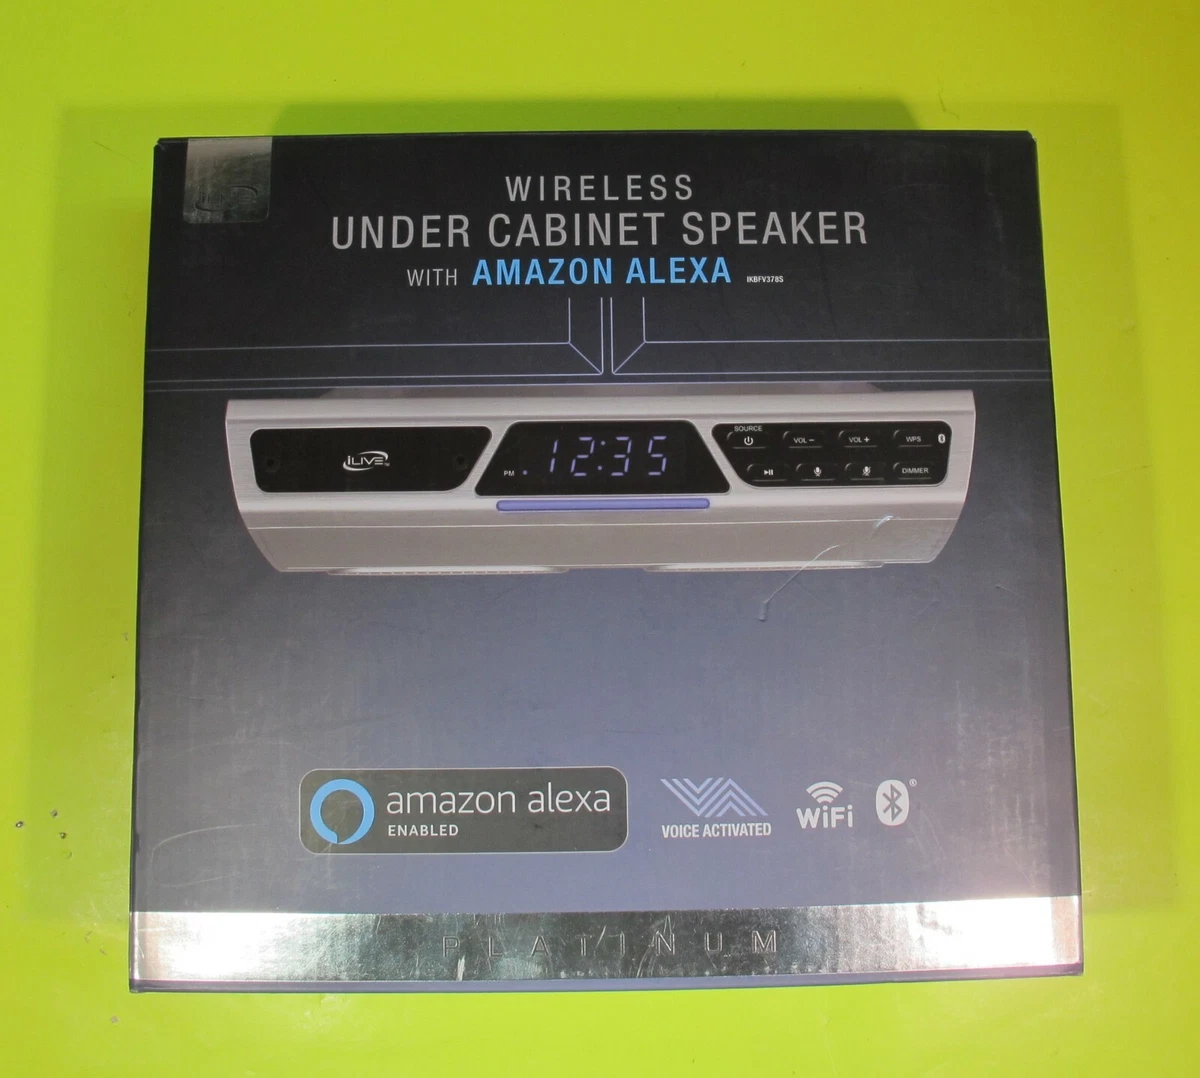 WIRELESS
UNDER CABINET SPEAKER
WITH AMAZON ALEXA IKBFV378S
iLIVE™
PM 12:35
SOURCE
VOL – VOL + WPS
DIMMER
amazon alexa
ENABLED
VOICE ACTIVATED
WiFi
®
PLATINUM